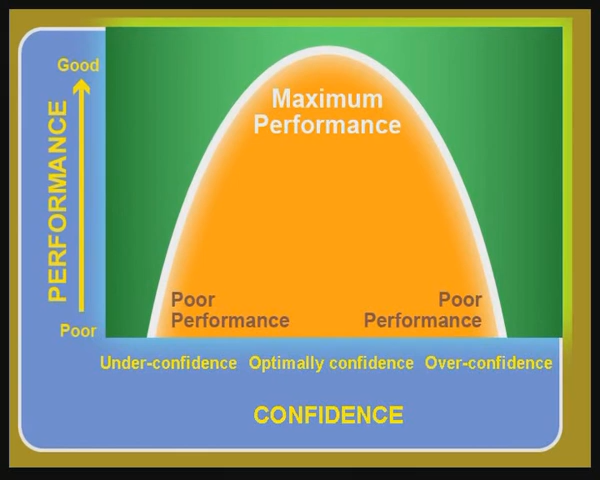 Good
PERFORMANCE
Poor
Maximum
Performance
Poor
Performance
Poor
Performance
Under-confidence
Optimally confidence
Over-confidence
CONFIDENCE